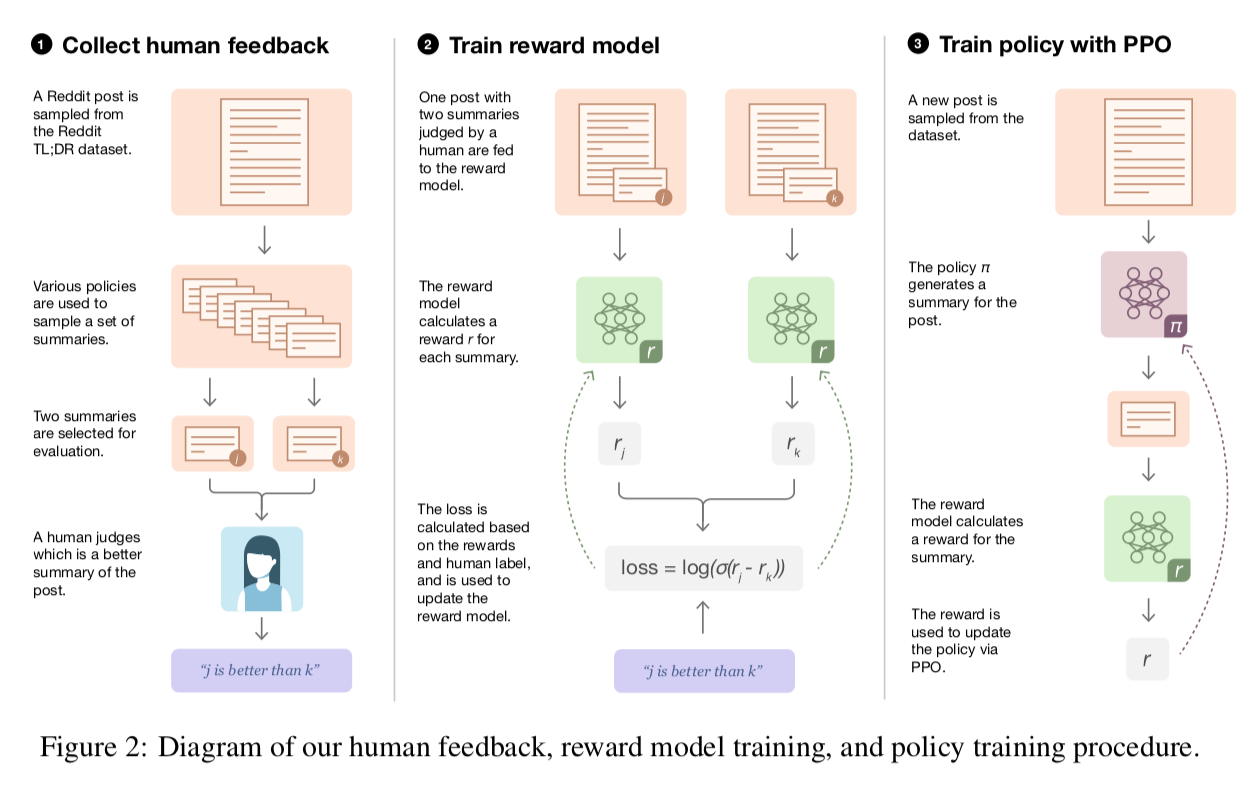 1 Collect human feedback
A Reddit post is
sampled from
the Reddit
TL;DR dataset.
Various policies
are used to
sample a set of
summaries.
Two summaries
are selected for
evaluation.
j
k
A human judges
which is a better
summary of the
post.
“j is better than k”
2 Train reward model
One post with
two summaries
judged by a
human are fed
to the reward
model.
j
k
The reward
model
calculates a
reward r for
each summary.
r
r
r_j
r_k
The loss is
calculated based
on the rewards
and human label,
and is used to
update the
reward model.
loss = log(σ(r_j - r_k))
“j is better than k”
3 Train policy with PPO
A new post is
sampled from the
dataset.
The policy π
generates a
summary for the
post.
π
The reward
model calculates
a reward for the
summary.
r
The reward is
used to update
the policy via
PPO.
r
Figure 2: Diagram of our human feedback, reward model training, and policy training procedure.